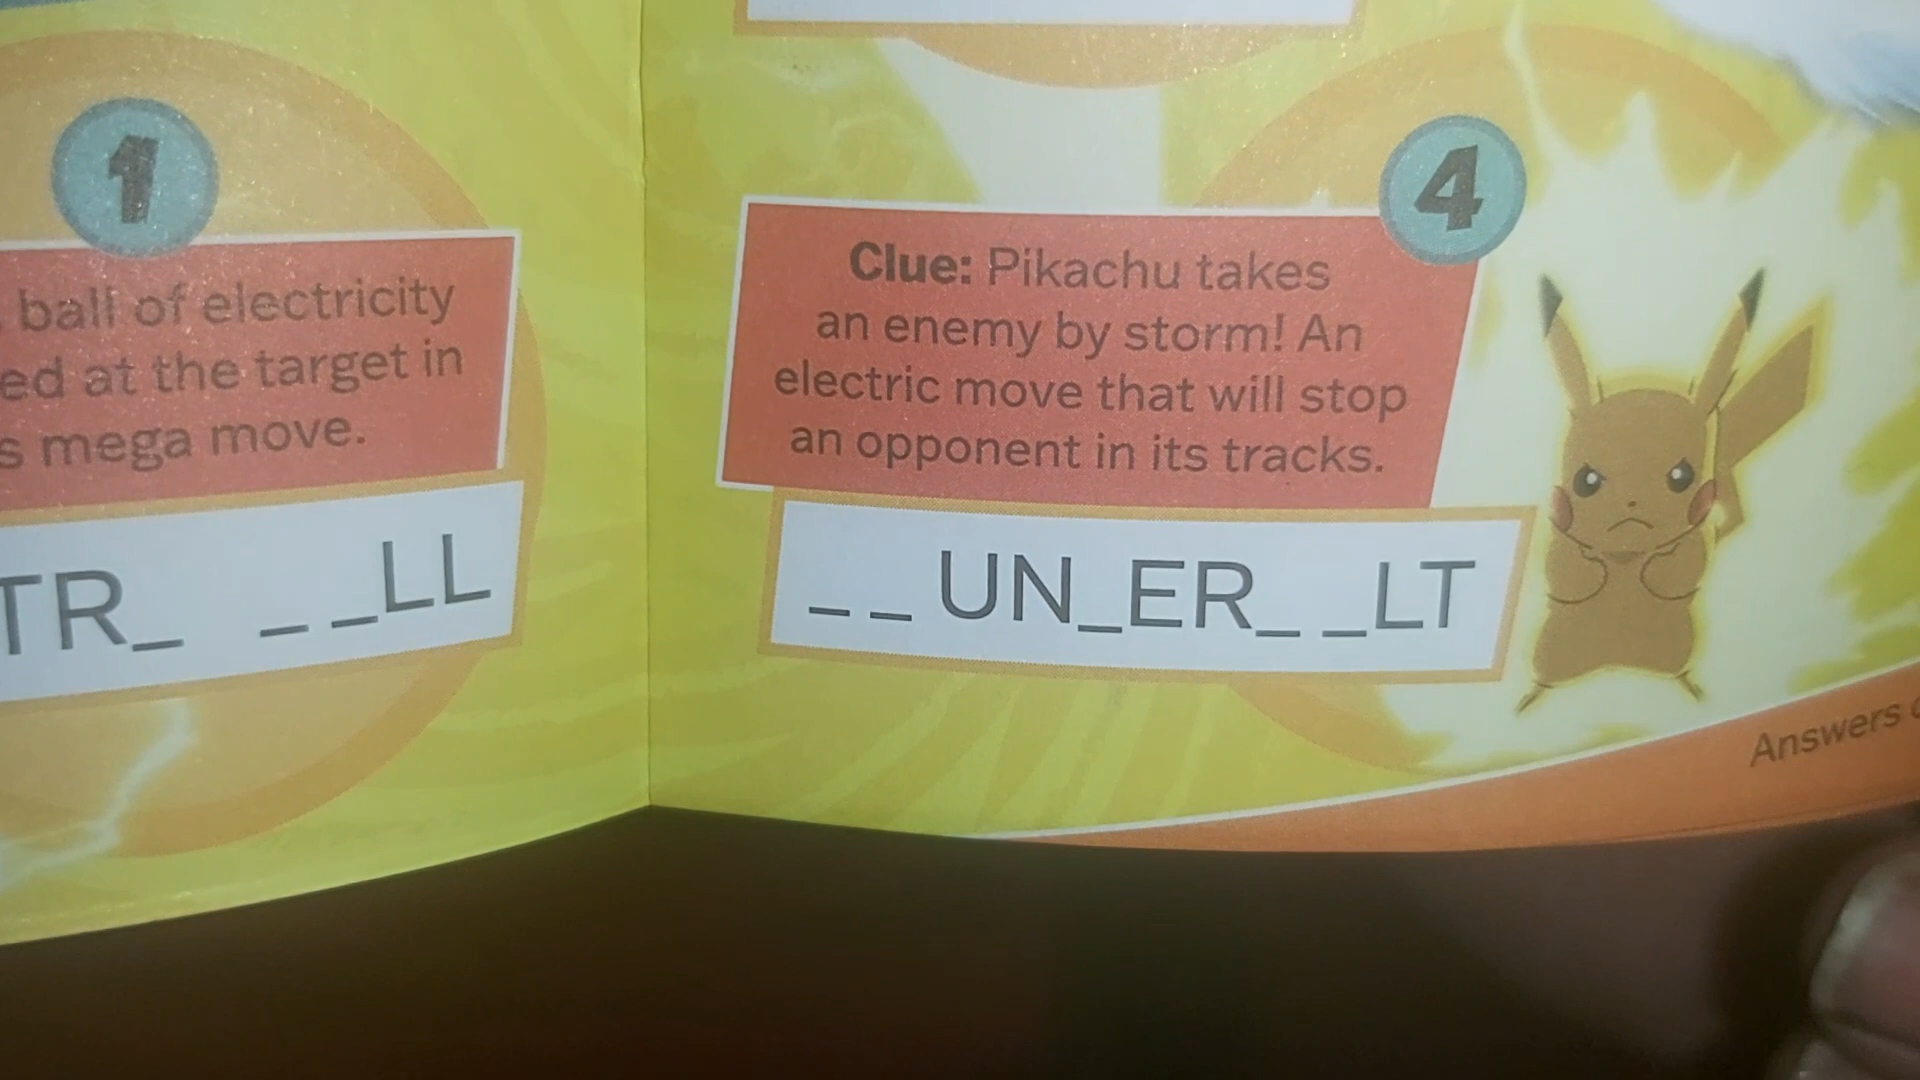 1
ball of electricity
ed at the target in
s mega move.
TR_ _ _LL
4
Clue: Pikachu takes
an enemy by storm! An
electric move that will stop
an opponent in its tracks.
_ _ UN_ER_ _LT
Answers